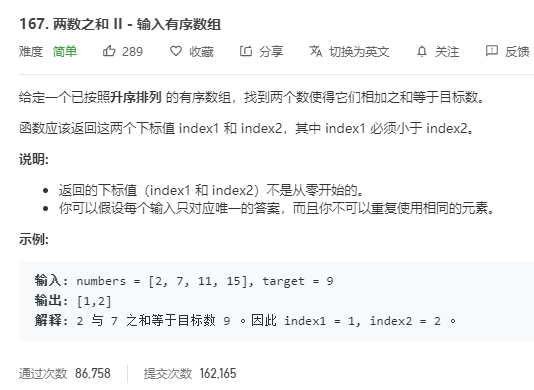 167. 两数之和 II - 输入有序数组
难度 简单 289 收藏 分享 切换为英文 关注 反馈
给定一个已按照升序排列 的有序数组，找到两个数使得它们相加之和等于目标数。
函数应该返回这两个下标值 index1 和 index2，其中 index1 必须小于 index2。
说明:
• 返回的下标值（index1 和 index2）不是从零开始的。
• 你可以假设每个输入只对应唯一的答案，而且你不可以重复使用相同的元素。
示例:
输入: numbers = [2, 7, 11, 15], target = 9
输出: [1,2]
解释: 2 与 7 之和等于目标数 9 。因此 index1 = 1, index2 = 2 。
通过次数 86,758 提交次数 162,165